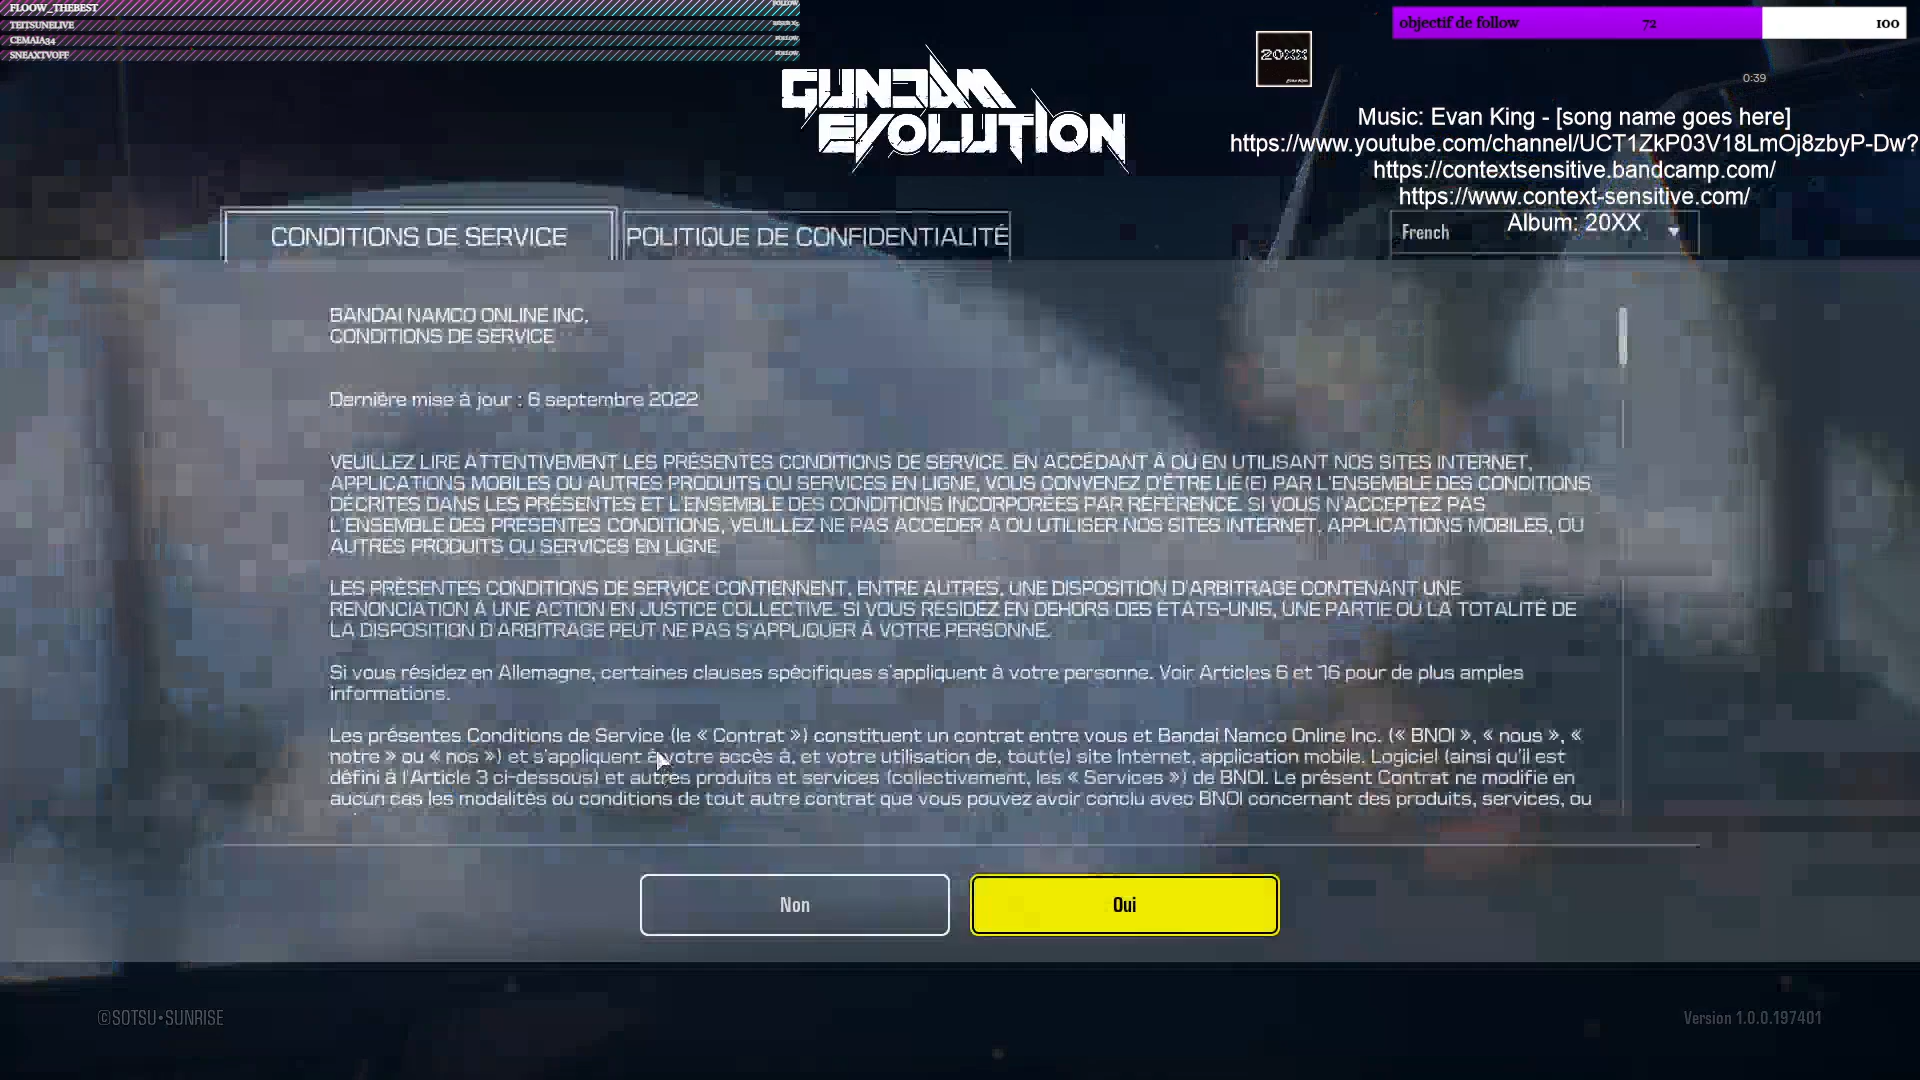 FLOOW_THEBEST FOLLOW
TEITSUNELIVE
CEMAIA34 FOLLOW
SNEAXTVOFF FOLLOW
objectif de follow 72 100
GUNDAM
EVOLUTION
20XX
0:39
Music: Evan King - [song name goes here]
https://www.youtube.com/channel/UCT1ZkP03V18LmOj8zbyP-Dw?
https://contextsensitive.bandcamp.com/
https://www.context-sensitive.com/
Album: 20XX
CONDITIONS DE SERVICE
POLITIQUE DE CONFIDENTIALITÉ
French
BANDAI NAMCO ONLINE INC.
CONDITIONS DE SERVICE
Dernière mise à jour : 6 septembre 2022
VEUILLEZ LIRE ATTENTIVEMENT LES PRÉSENTES CONDITIONS DE SERVICE. EN ACCÉDANT À OU EN UTILISANT NOS SITES INTERNET,
APPLICATIONS MOBILES OU AUTRES PRODUITS OU SERVICES EN LIGNE, VOUS CONVENEZ D'ÊTRE LIÉ(E) PAR L'ENSEMBLE DES CONDITIONS
DÉCRITES DANS LES PRÉSENTES ET L'ENSEMBLE DES CONDITIONS INCORPORÉES PAR RÉFÉRENCE. SI VOUS N'ACCEPTEZ PAS
L'ENSEMBLE DES PRÉSENTES CONDITIONS, VEUILLEZ NE PAS ACCÉDER À OU UTILISER NOS SITES INTERNET, APPLICATIONS MOBILES, OU
AUTRES PRODUITS OU SERVICES EN LIGNE
LES PRÉSENTES CONDITIONS DE SERVICE CONTIENNENT, ENTRE AUTRES, UNE DISPOSITION D'ARBITRAGE CONTENANT UNE
RENONCIATION À UNE ACTION EN JUSTICE COLLECTIVE. SI VOUS RÉSIDEZ EN DEHORS DES ÉTATS-UNIS, UNE PARTIE OU LA TOTALITÉ DE
LA DISPOSITION D'ARBITRAGE PEUT NE PAS S'APPLIQUER À VOTRE PERSONNE.
Si vous résidez en Allemagne, certaines clauses spécifiques s'appliquent à votre personne. Voir Articles 6 et 16 pour de plus amples
informations.
Les présentes Conditions de Service (le « Contrat ») constituent un contrat entre vous et Bandai Namco Online Inc. (« BNOI », « nous », «
notre » ou « nos ») et s'appliquent à votre accès à, et votre utilisation de, tout(e) site Internet, application mobile, Logiciel (ainsi qu'il est
défini à l'Article 3 ci-dessous) et autres produits et services (collectivement, les « Services ») de BNOI. Le présent Contrat ne modifie en
aucun cas les modalités ou conditions de tout autre contrat que vous pouvez avoir conclu avec BNOI concernant des produits, services, ou
Non
Oui
©SOTSU•SUNRISE
Version 1.0.0.197401